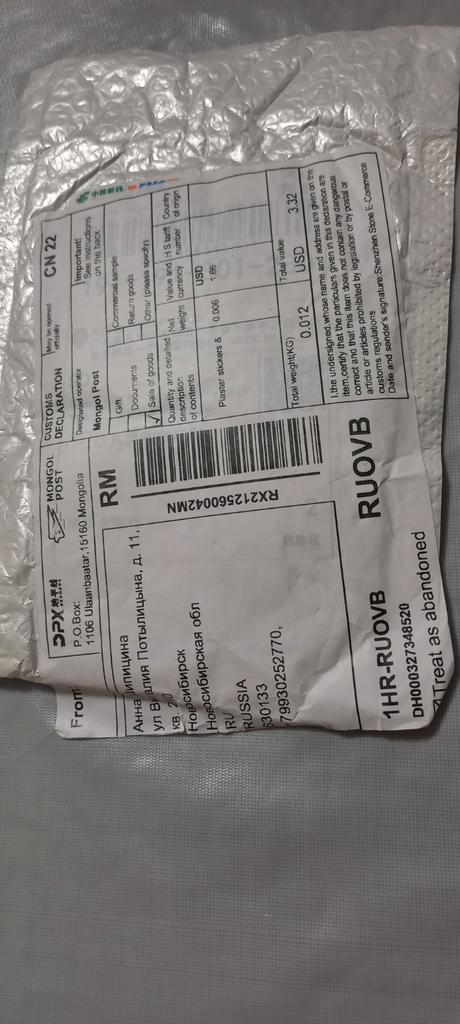 From:
DPX
MONGOL
POST
P.O.Box:
1106 Ulaanbaatar,15160 Mongolia
RM
CUSTOMS
DECLARATION
May be opened
officially
CN 22
Designated operator
Mongol Post
Important!
See instructions
on the back
Gift
Commercial sample
Documents
Return goods
Sale of goods
Other (please specify):
Quantity and detailed
description
of contents
Net
weight
Value and
currency
H S tariff
number
Country
of origin
USD
Plaster stickers &
0.006
1.66
Total weight(KG)
Total value
0.012
USD
3.32
I,the undersigned,whose name and address are given on the
item,certify that the particulars given in this declaration are
correct and that this item does not contain any dangerous
article or articles prohibited by legislation or by postal or
customs regulations
Date and sender's signature:Shenzhen Stone E-Commerce
RX212560042MN
Анна
ул Потылицына, д. 11,
кв.
Новосибирск
Новосибирская обл
RU
RUSSIA
630133
79930252770,
1HR-RUOVB
RUOVB
DH000327348520
Treat as abandoned